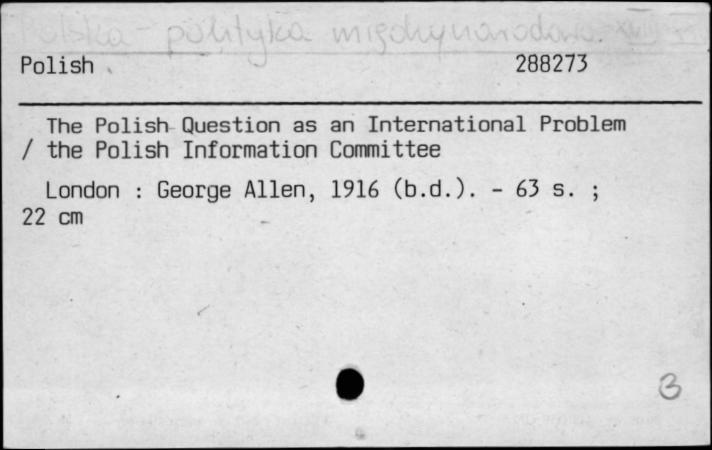 Polska - polityka międzynarodowa. XVIII
Polish 288273
The Polish Question as an International Problem
/ the Polish Information Committee
London : George Allen, 1916 (b.d.). - 63 s. ;
22 cm
3